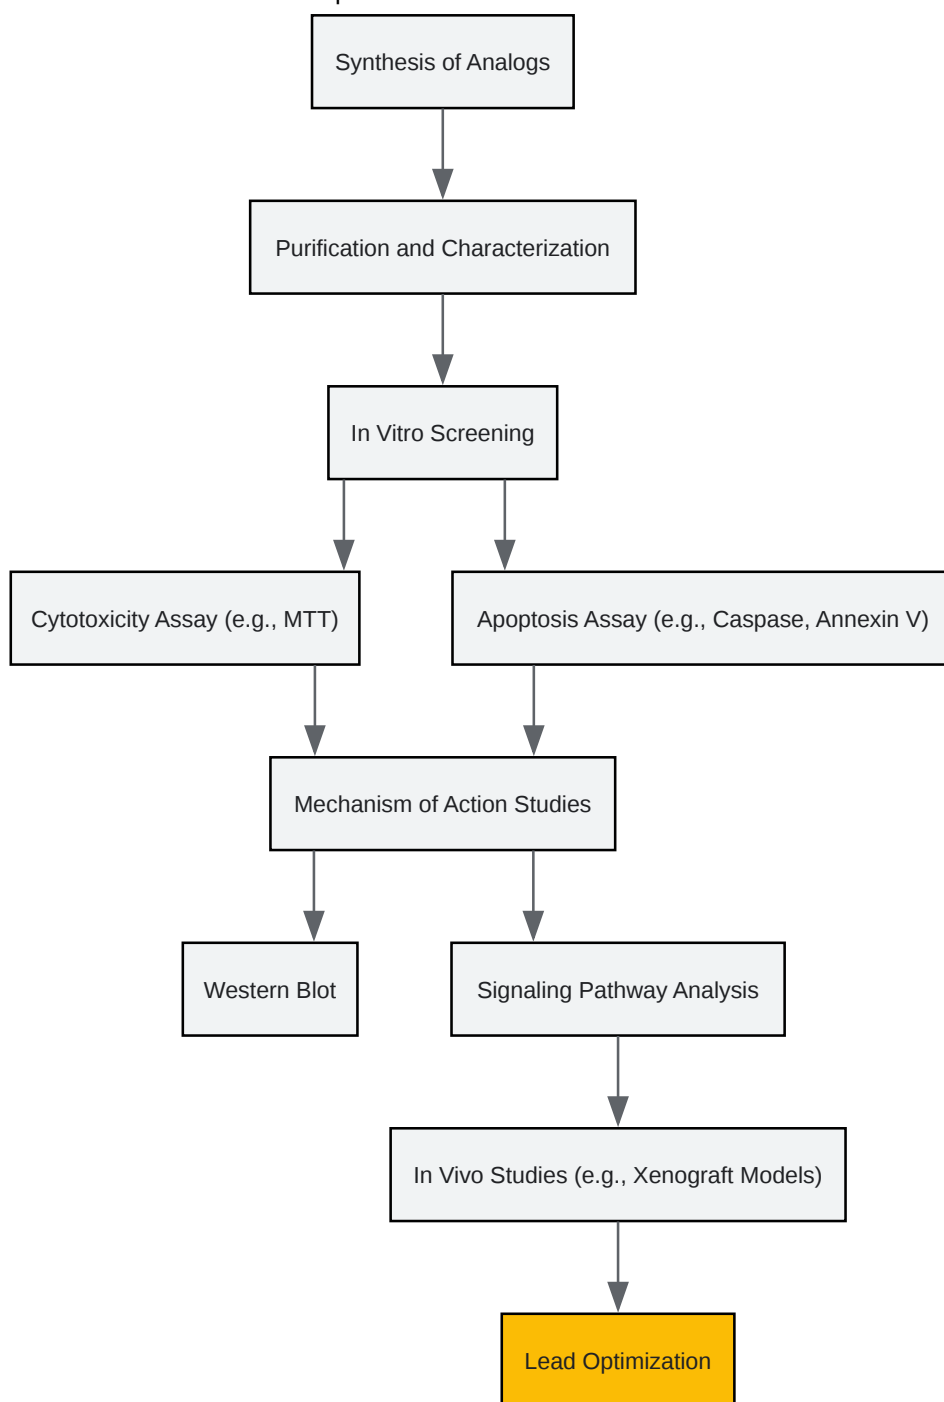 Synthesis of Analogs
Purification and Characterization
In Vitro Screening
Cytotoxicity Assay (e.g., MTT)
Apoptosis Assay (e.g., Caspase, Annexin V)
Mechanism of Action Studies
Western Blot
Signaling Pathway Analysis
In Vivo Studies (e.g., Xenograft Models)
Lead Optimization